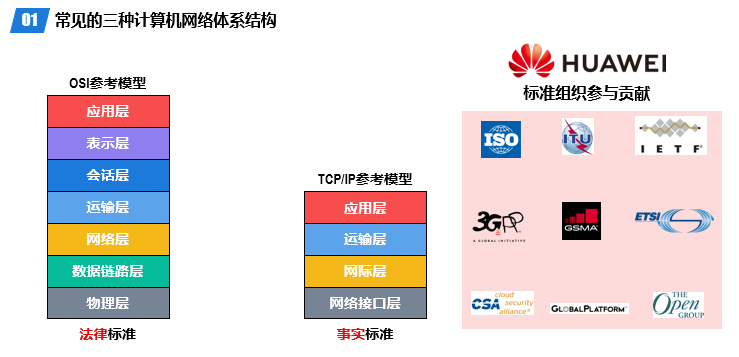 01 常见的三种计算机网络体系结构
OSI参考模型
应用层
表示层
会话层
运输层
网络层
数据链路层
物理层
法律标准
TCP/IP参考模型
应用层
运输层
网际层
网络接口层
事实标准
HUAWEI
标准组织参与贡献
ISO
ITU
IETF
3GPP
A GLOBAL INITIATIVE
GSMA
ETSI
CSA cloud security alliance®
GLOBALPLATFORM™
THE Open GROUP